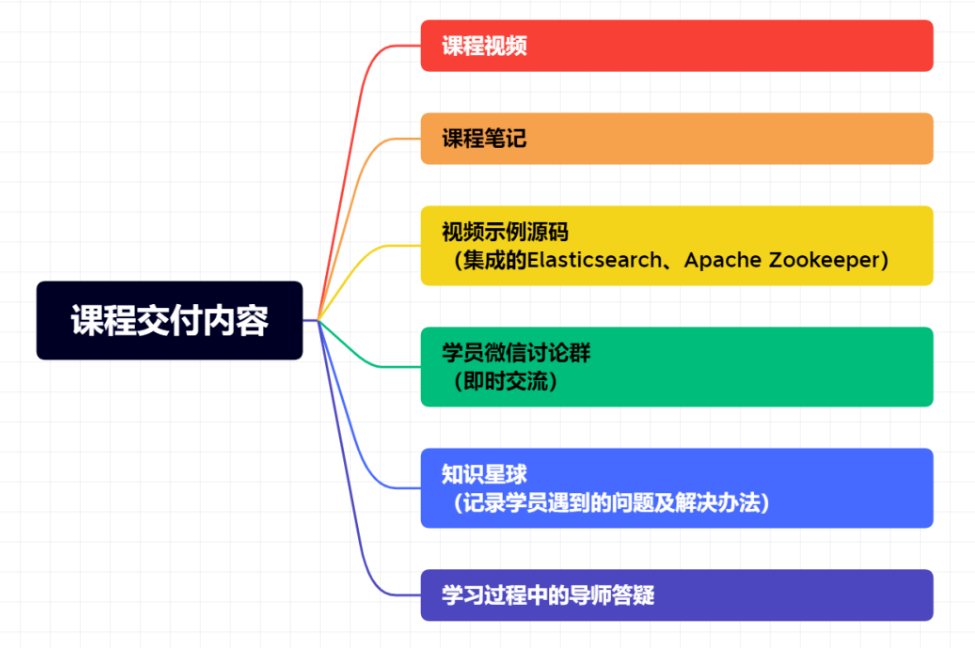 课程视频
课程笔记
视频示例源码
（集成的Elasticsearch、Apache Zookeeper）
课程交付内容
学员微信讨论群
（即时交流）
知识星球
（记录学员遇到的问题及解决办法）
学习过程中的导师答疑